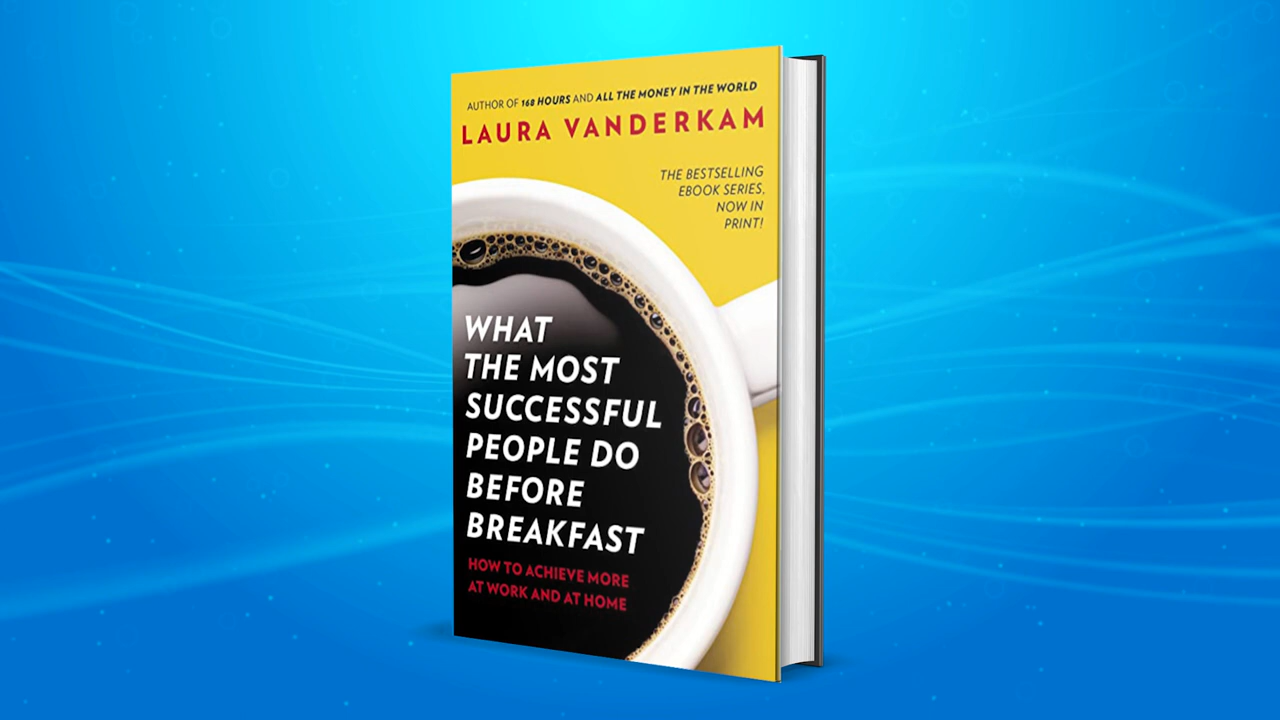 AUTHOR OF 168 HOURS AND ALL THE MONEY IN THE WORLD
LAURA VANDERKAM
THE BESTSELLING
EBOOK SERIES,
NOW IN
PRINT!
WHAT
THE MOST
SUCCESSFUL
PEOPLE DO
BEFORE
BREAKFAST
HOW TO ACHIEVE MORE
AT WORK AND AT HOME